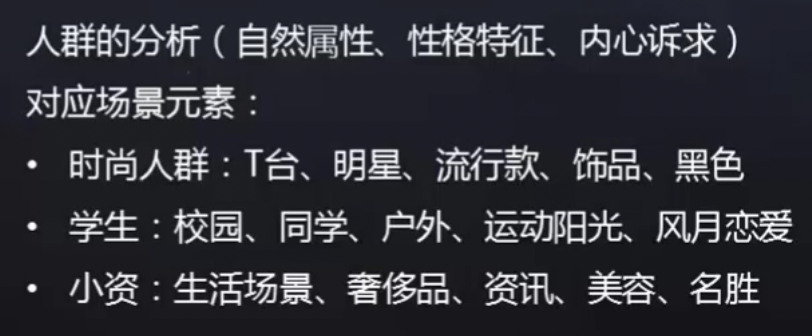 人群的分析（自然属性、性格特征、内心诉求）
对应场景元素：
• 时尚人群：T台、明星、流行款、饰品、黑色
• 学生：校园、同学、户外、运动阳光、风月恋爱
• 小资：生活场景、奢侈品、资讯、美容、名胜